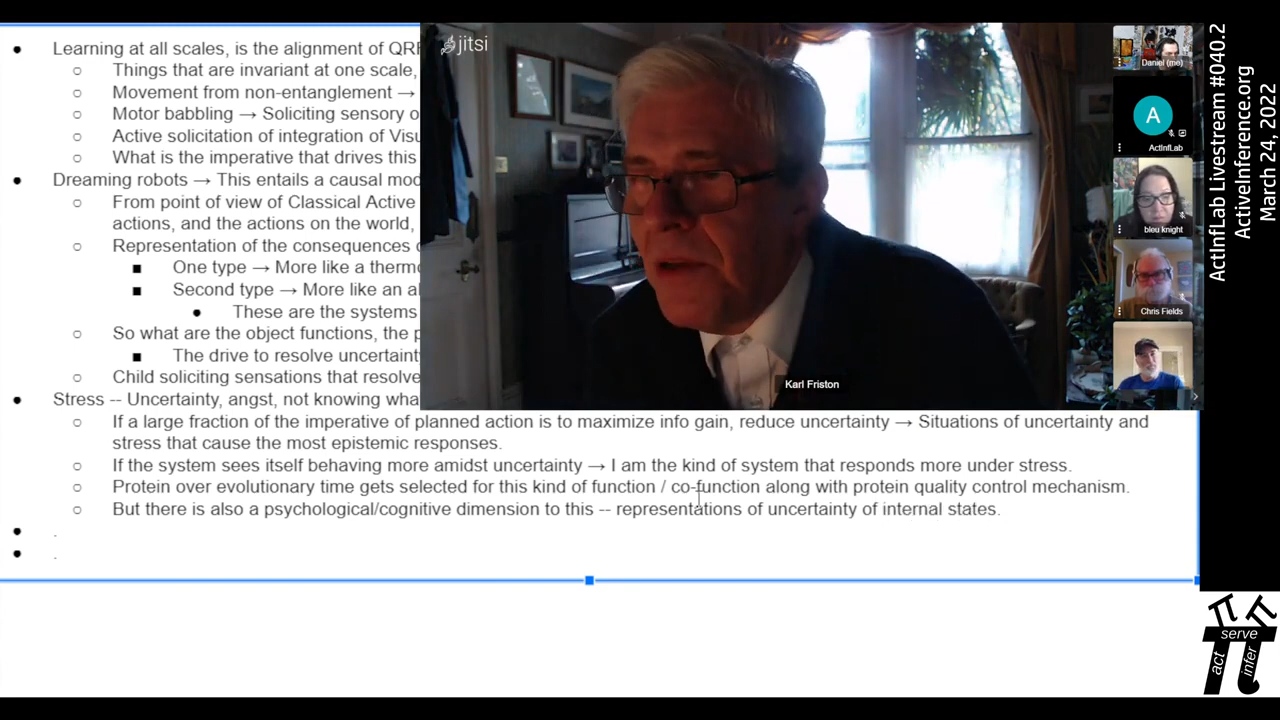 Learning at all scales, is the alignment of
Things that are invariant at one scale,
Movement from non-entanglement →
Motor babbling → Soliciting sensory
Active solicitation of integration of
What is the imperative that drives this
Dreaming robots → This entails a causal
From point of view of Classical Active
actions, and the actions on the world,
Representation of the consequences
One type → More like a
Second type → More like an
These are the systems
So what are the object functions, the
The drive to resolve
Child soliciting sensations that resolve
Stress -- Uncertainty, angst, not knowing
If a large fraction of the imperative of planned action is to maximize info gain, reduce uncertainty → Situations of uncertainty and
stress that cause the most epistemic responses.
If the system sees itself behaving more amidst uncertainty → I am the kind of system that responds more under stress.
Protein over evolutionary time gets selected for this kind of function / co-function along with protein quality control mechanism.
But there is also a psychological/cognitive dimension to this -- representations of uncertainty of internal states.
.
.
jitsi
Karl Friston
Daniel (me)
A
ActInfLab
bleu knight
Chris Fields
ActInfLab Livestream #040.2
ActiveInference.org
March 24, 2022
π π
serve
act
infer